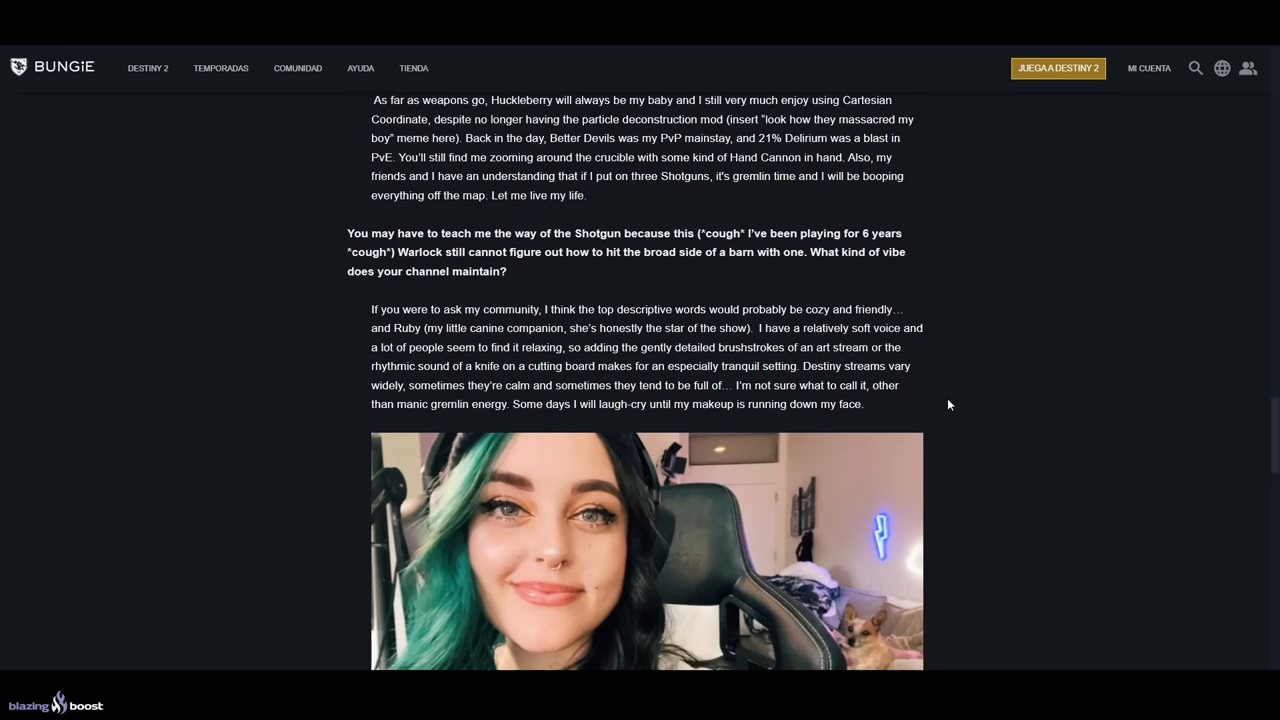 BUNGiE
DESTINY 2
TEMPORADAS
COMUNIDAD
AYUDA
TIENDA
JUEGA A DESTINY 2
MI CUENTA
As far as weapons go, Huckleberry will always be my baby and I still very much enjoy using Cartesian
Coordinate, despite no longer having the particle deconstruction mod (insert "look how they massacred my
boy" meme here). Back in the day, Better Devils was my PvP mainstay, and 21% Delirium was a blast in
PvE. You'll still find me zooming around the crucible with some kind of Hand Cannon in hand. Also, my
friends and I have an understanding that if I put on three Shotguns, it's gremlin time and I will be booping
everything off the map. Let me live my life.
You may have to teach me the way of the Shotgun because this (*cough* I've been playing for 6 years
*cough*) Warlock still cannot figure out how to hit the broad side of a barn with one. What kind of vibe
does your channel maintain?
If you were to ask my community, I think the top descriptive words would probably be cozy and friendly…
and Ruby (my little canine companion, she's honestly the star of the show).  I have a relatively soft voice and
a lot of people seem to find it relaxing, so adding the gently detailed brushstrokes of an art stream or the
rhythmic sound of a knife on a cutting board makes for an especially tranquil setting. Destiny streams vary
widely, sometimes they're calm and sometimes they tend to be full of… I'm not sure what to call it, other
than manic gremlin energy. Some days I will laugh-cry until my makeup is running down my face.
blazing boost